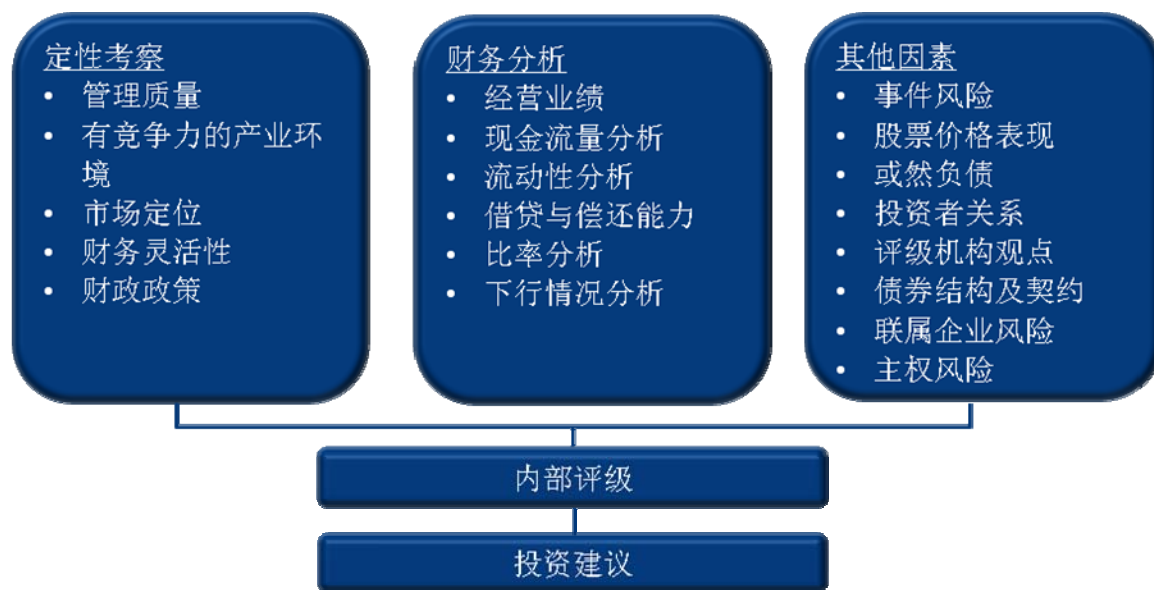 定性考察
• 管理质量
• 有竞争力的产业环
境
• 市场定位
• 财务灵活性
• 财政政策
财务分析
• 经营业绩
• 现金流量分析
• 流动性分析
• 借贷与偿还能力
• 比率分析
• 下行情况分析
其他因素
• 事件风险
• 股票价格表现
• 或然负债
• 投资者关系
• 评级机构观点
• 债券结构及契约
• 联属企业风险
• 主权风险
内部评级
投资建议